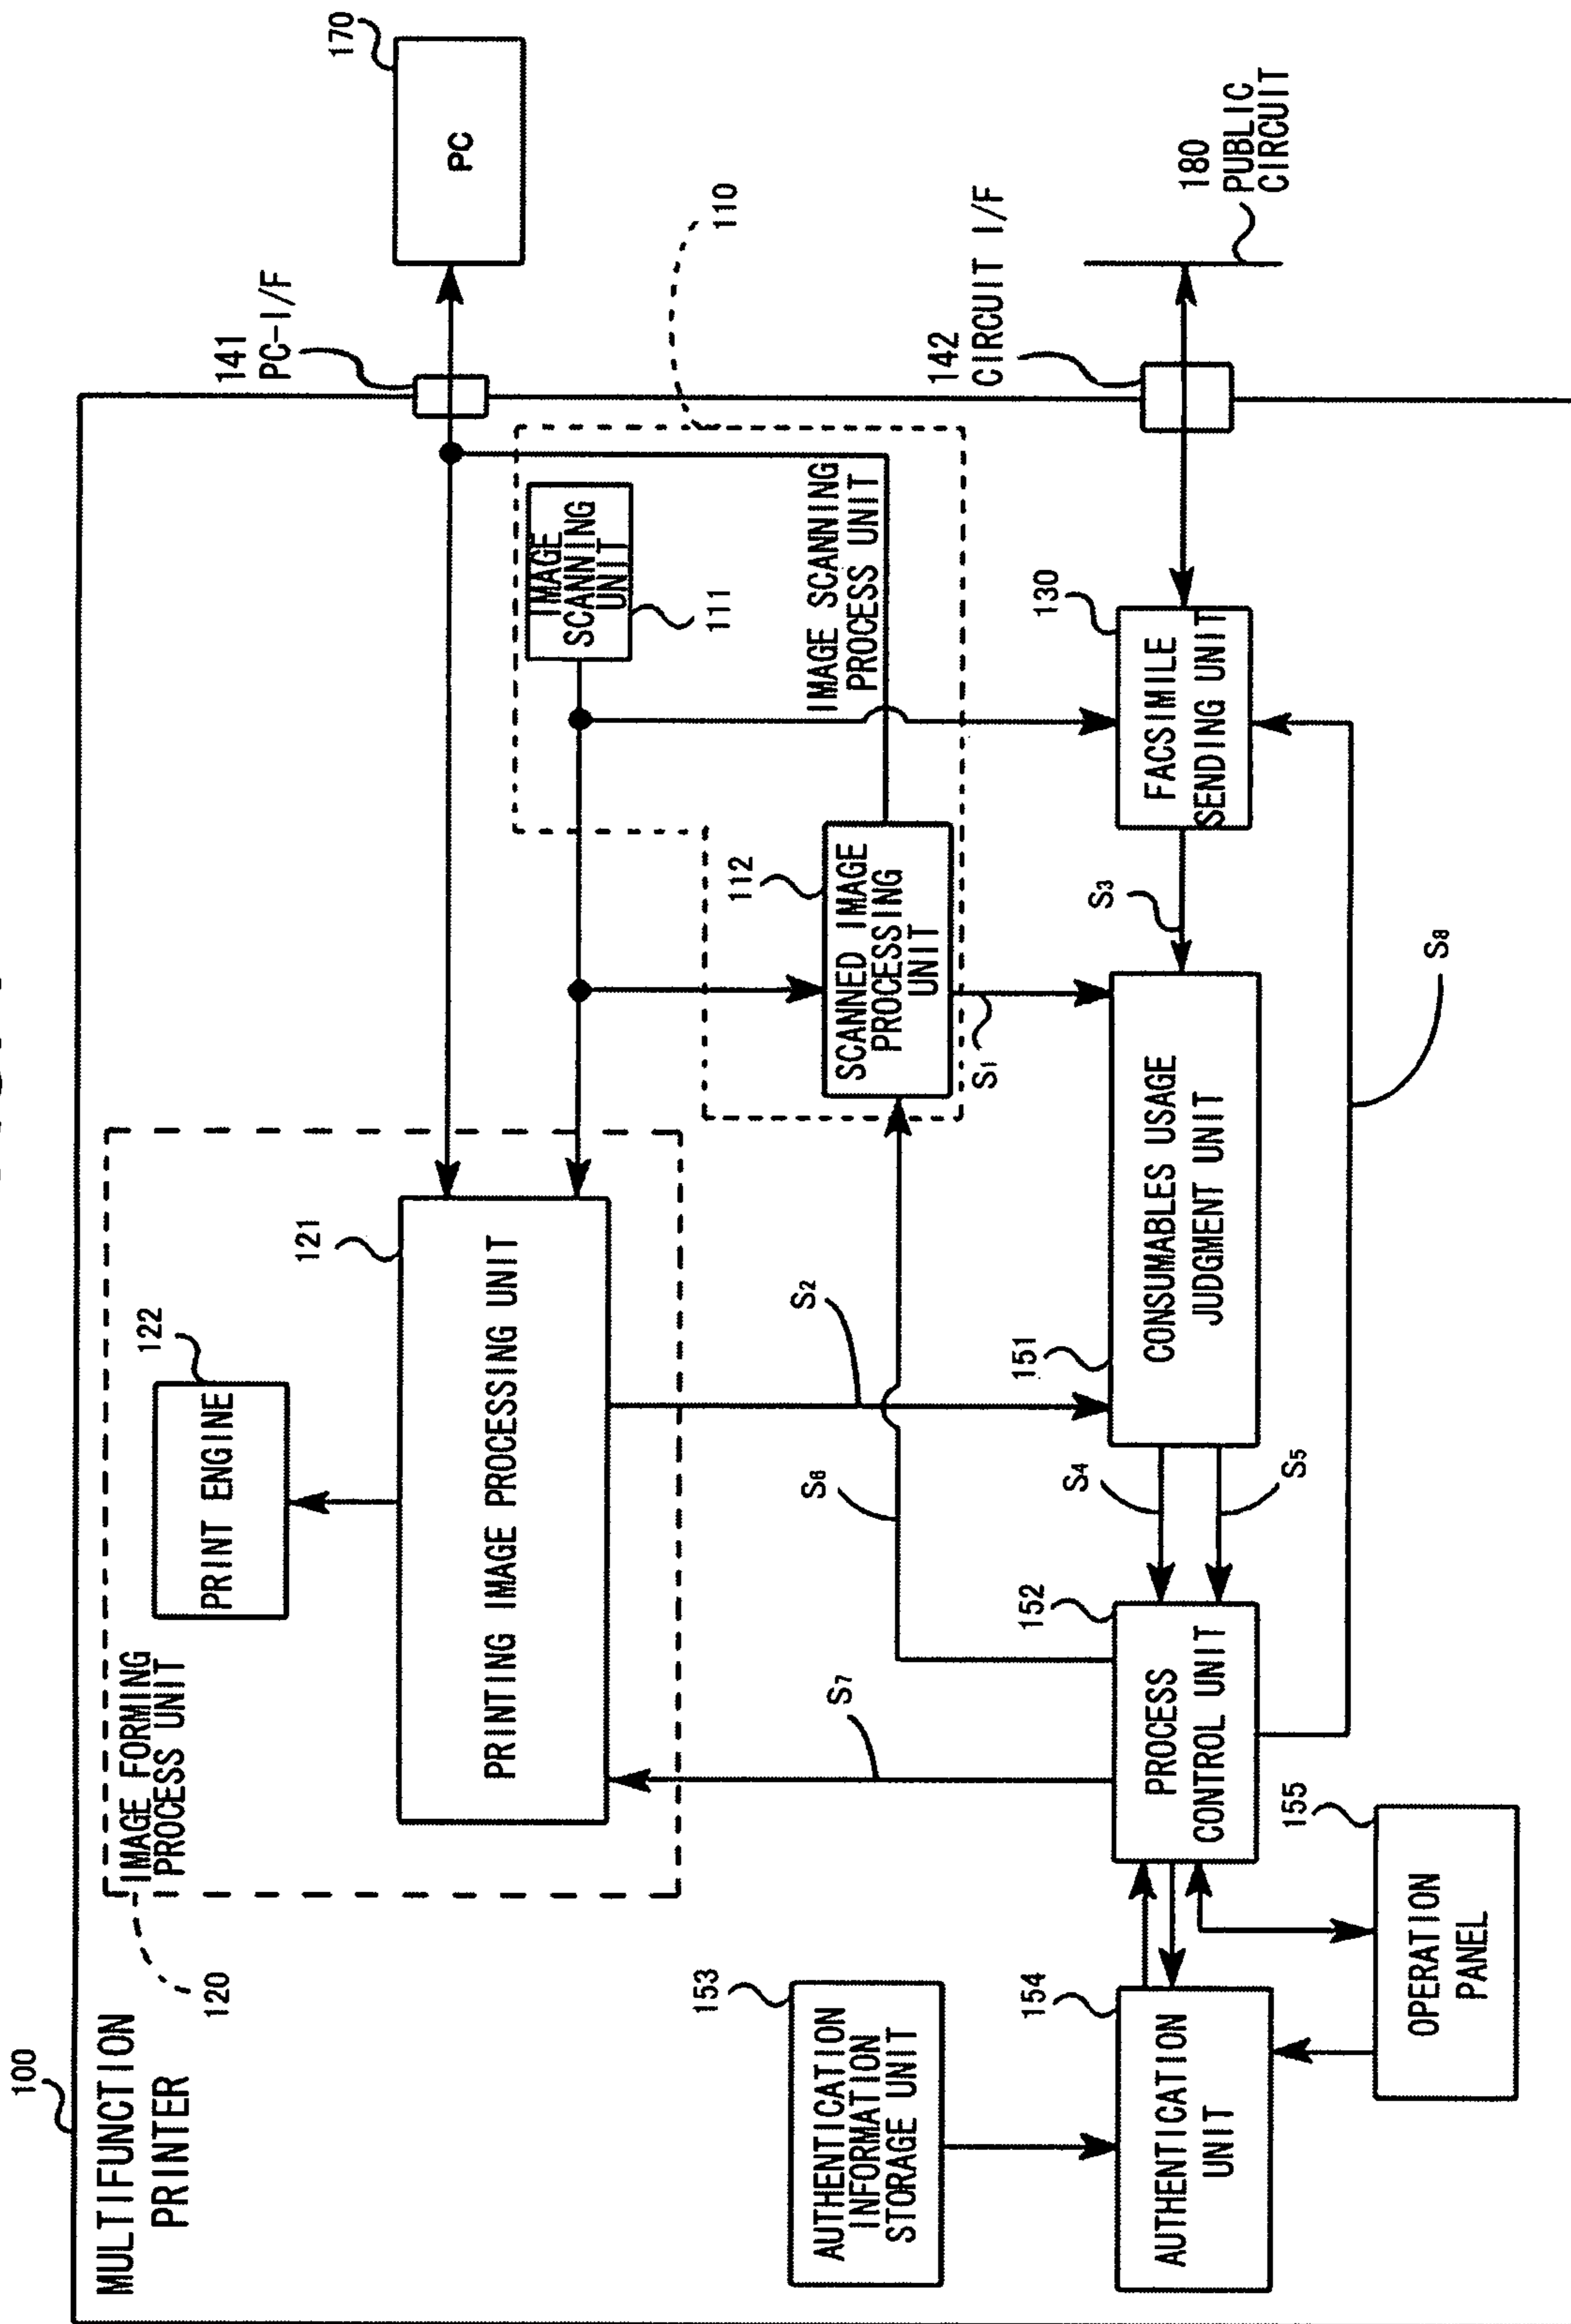 100
MULTIFUNCTION
PRINTER
120
IMAGE FORMING
PROCESS UNIT
122
PRINT ENGINE
121
PRINTING IMAGE PROCESSING UNIT
141
PC-I/F
170
PC
110
IMAGE
SCANNING
UNIT
111
IMAGE SCANNING
PROCESS UNIT
112
SCANNED IMAGE
PROCESSING
UNIT
S7
S6
S2
S1
S3
153
AUTHENTICATION
INFORMATION
STORAGE UNIT
154
AUTHENTICATION
UNIT
152
PROCESS
CONTROL UNIT
S4
S5
151
CONSUMABLES USAGE
JUDGMENT UNIT
130
FACSIMILE
SENDING UNIT
142
CIRCUIT I/F
180
PUBLIC
CIRCUIT
155
OPERATION
PANEL
S8